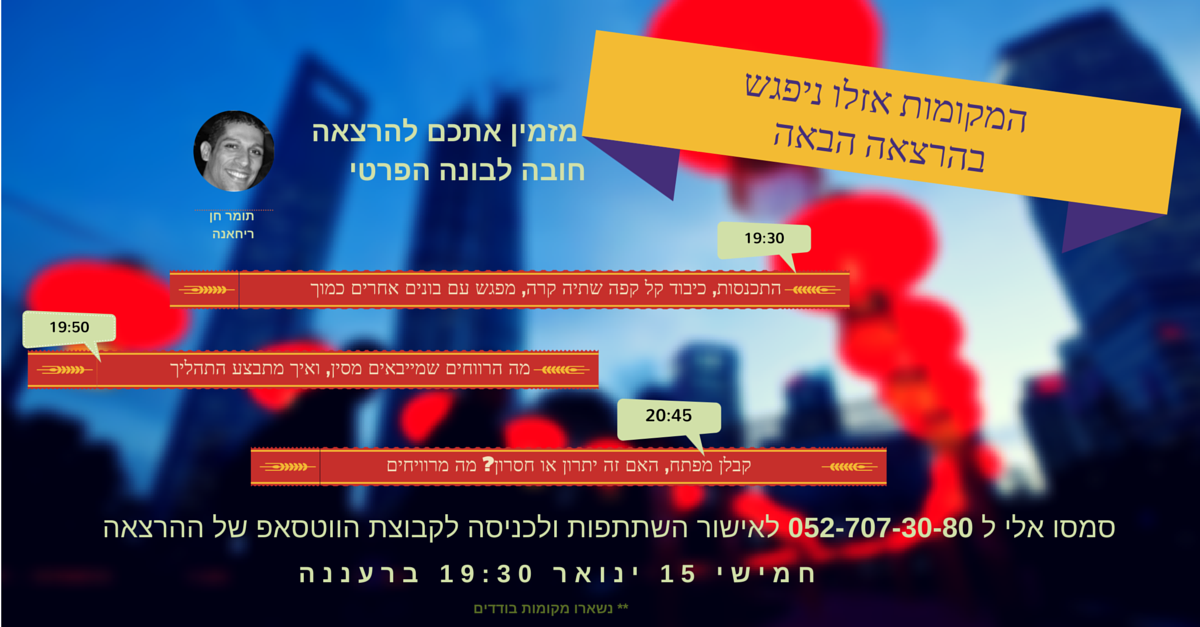 המקומות אזלו ניפגש
בהרצאה הבאה
מזמין אתכם להרצאה
חובה לבונה הפרטי
תומר חן
ריחאנה
19:30
התכנסות, כיבוד קל קפה שתיה קרה, מפגש עם בונים אחרים כמוך
19:50
מה הרווחים שמייבאים מסין, ואיך מתבצע התהליך
20:45
קבלן מפתח, האם זה יתרון או חסרון? מה מרוויחים
סמסו אלי ל 052-707-30-80 לאישור השתתפות ולכניסה לקבוצת הווטסאפ של ההרצאה
חמישי 15 ינואר 19:30 ברעננה
** נשארו מקומות בודדים